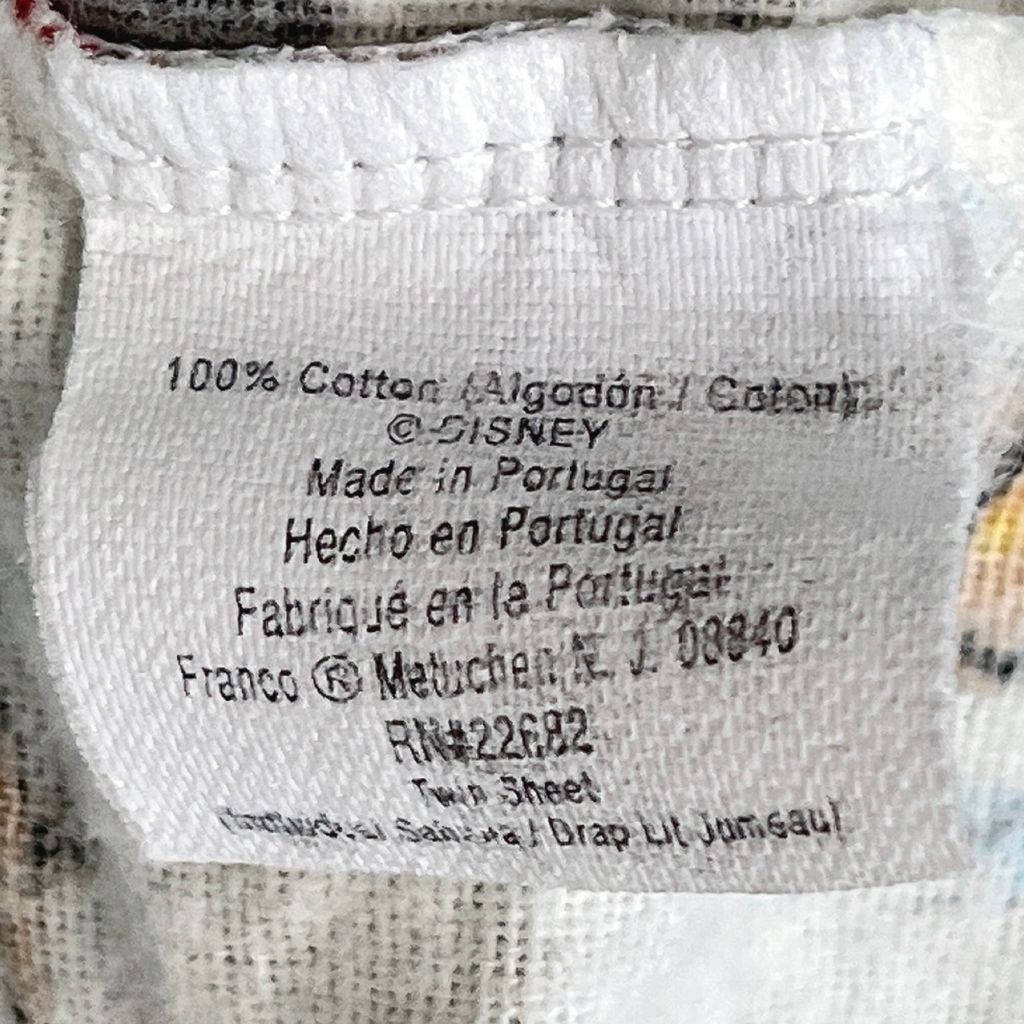 100% Cotton (Algodón / Coton)
© DISNEY
Made in Portugal
Hecho en Portugal
Fabriqué en le Portugal
Franco ® Metuchen N. J. 08840
RN#22682
Twin Sheet
Sabana / Drap Lit Jumeau)